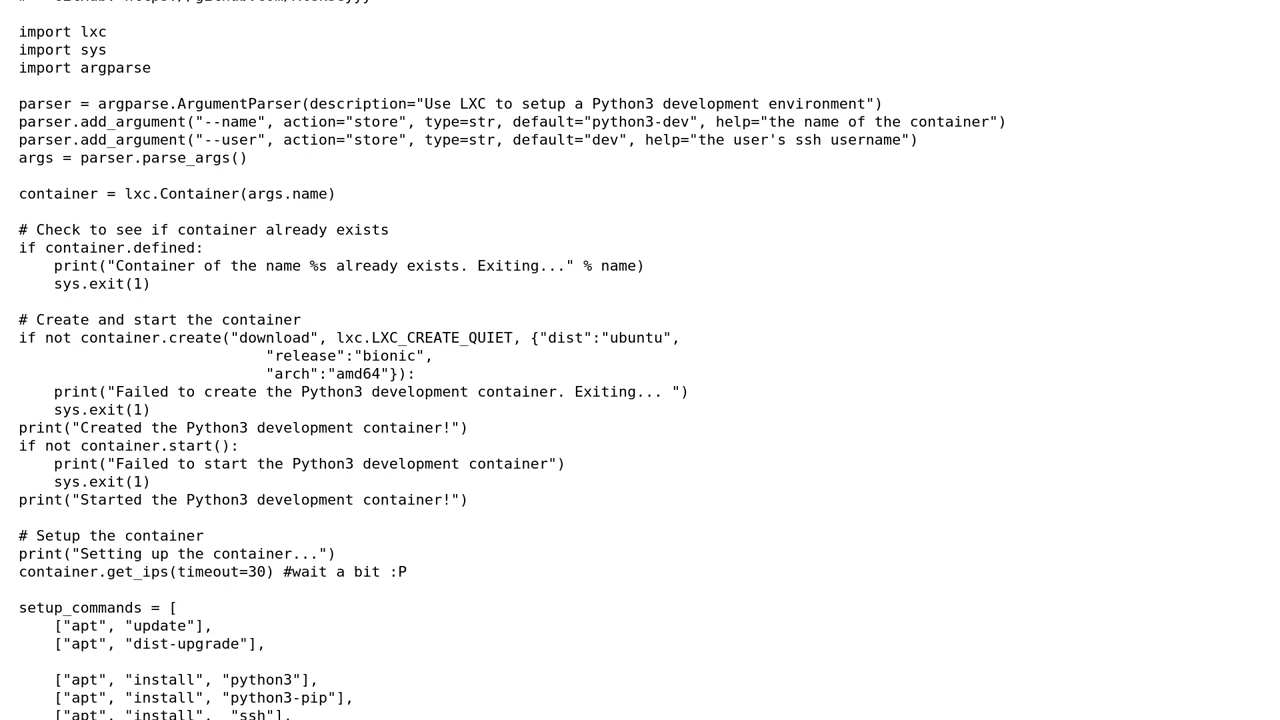 import lxc
import sys
import argparse
parser = argparse.ArgumentParser(description="Use LXC to setup a Python3 development environment")
parser.add_argument("--name", action="store", type=str, default="python3-dev", help="the name of the container")
parser.add_argument("--user", action="store", type=str, default="dev", help="the user's ssh username")
args = parser.parse_args()
container = lxc.Container(args.name)
# Check to see if container already exists
if container.defined:
    print("Container of the name %s already exists. Exiting..." % name)
    sys.exit(1)
# Create and start the container
if not container.create("download", lxc.LXC_CREATE_QUIET, {"dist":"ubuntu",
                            "release":"bionic",
                            "arch":"amd64"}):
    print("Failed to create the Python3 development container. Exiting... ")
    sys.exit(1)
print("Created the Python3 development container!")
if not container.start():
    print("Failed to start the Python3 development container")
    sys.exit(1)
print("Started the Python3 development container!")
# Setup the container
print("Setting up the container...")
container.get_ips(timeout=30) #wait a bit :P
setup_commands = [
    ["apt", "update"],
    ["apt", "dist-upgrade"],
    ["apt", "install", "python3"],
    ["apt", "install", "python3-pip"],
    ["apt", "install",  "ssh"],